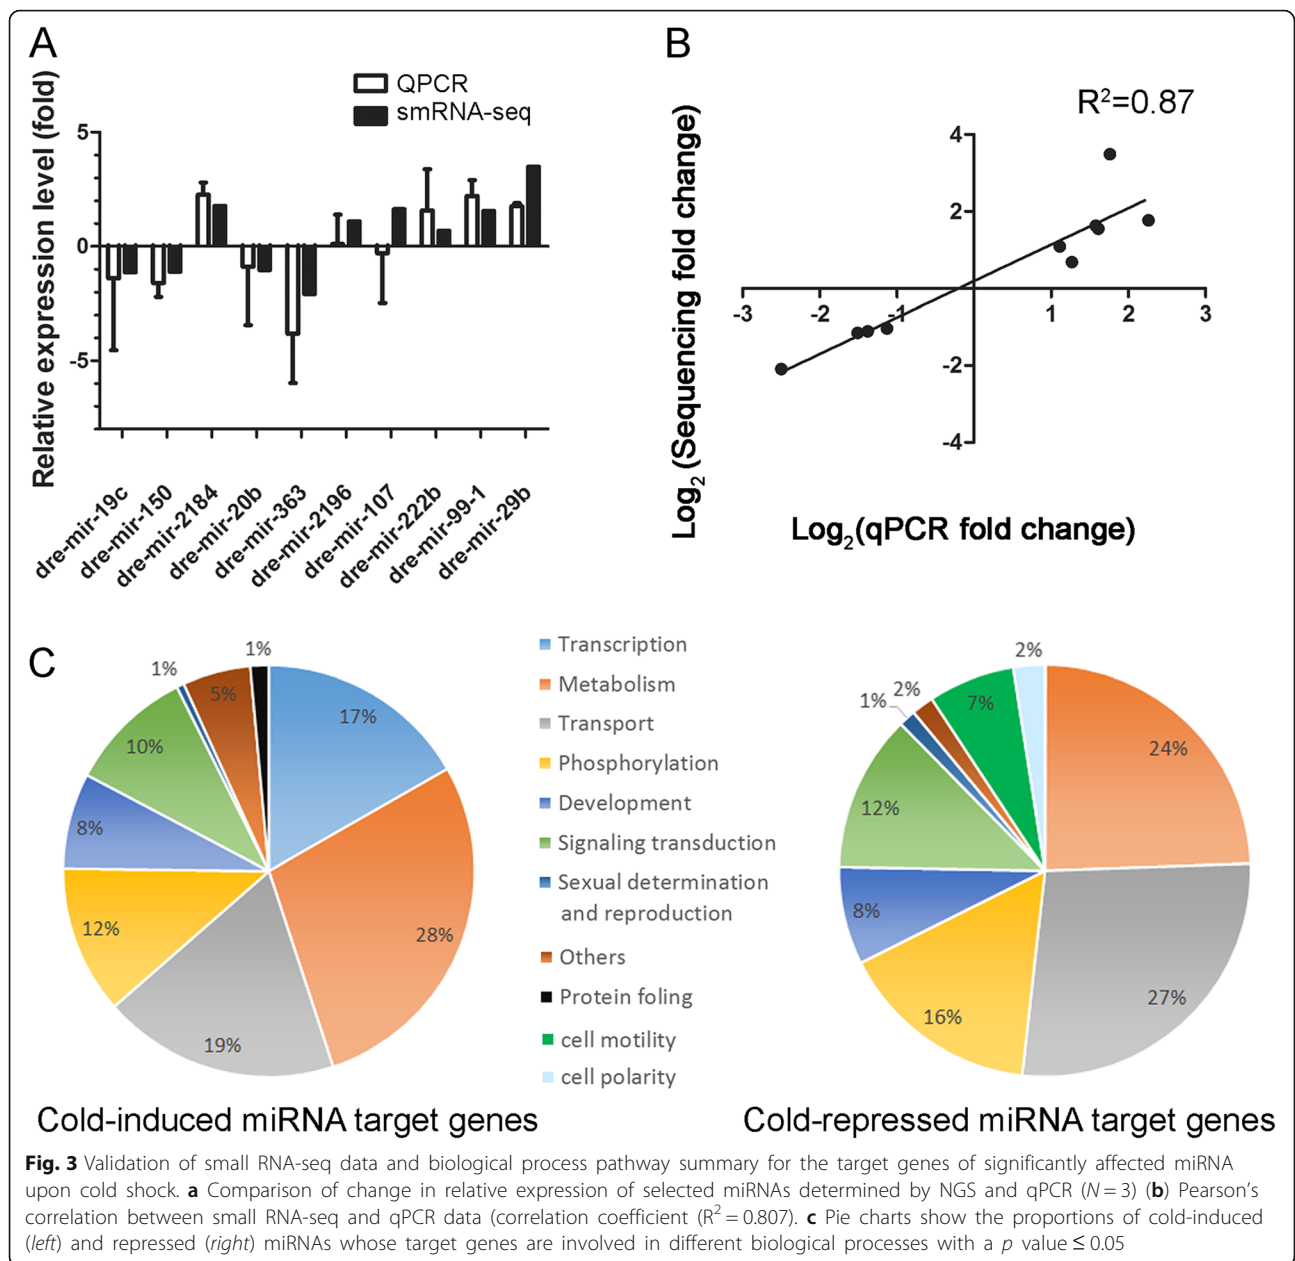 A
QPCR
smRNA-seq
Relative expression level (fold)
5
0
-5
dre-mir-19c
dre-mir-150
dre-mir-2184
dre-mir-20b
dre-mir-363
dre-mir-2196
dre-mir-107
dre-mir-222b
dre-mir-99-1
dre-mir-29b
B
R²=0.87
Log₂ (Sequencing fold change)
4
2
-2
-4
-3
-2
-1
1
2
3
Log₂(qPCR fold change)
C
1%
1%
5%
17%
10%
8%
28%
12%
19%
Cold-induced miRNA target genes
Transcription
Metabolism
Transport
Phosphorylation
Development
Signaling transduction
Sexual determination
and reproduction
Others
Protein foling
cell motility
cell polarity
2%
1%
2%
7%
24%
12%
8%
16%
27%
Cold-repressed miRNA target genes
Fig. 3 Validation of small RNA-seq data and biological process pathway summary for the target genes of significantly affected miRNA
upon cold shock. a Comparison of change in relative expression of selected miRNAs determined by NGS and qPCR (N = 3) (b) Pearson's
correlation between small RNA-seq and qPCR data (correlation coefficient (R² = 0.807). c Pie charts show the proportions of cold-induced
(left) and repressed (right) miRNAs whose target genes are involved in different biological processes with a p value ≤ 0.05